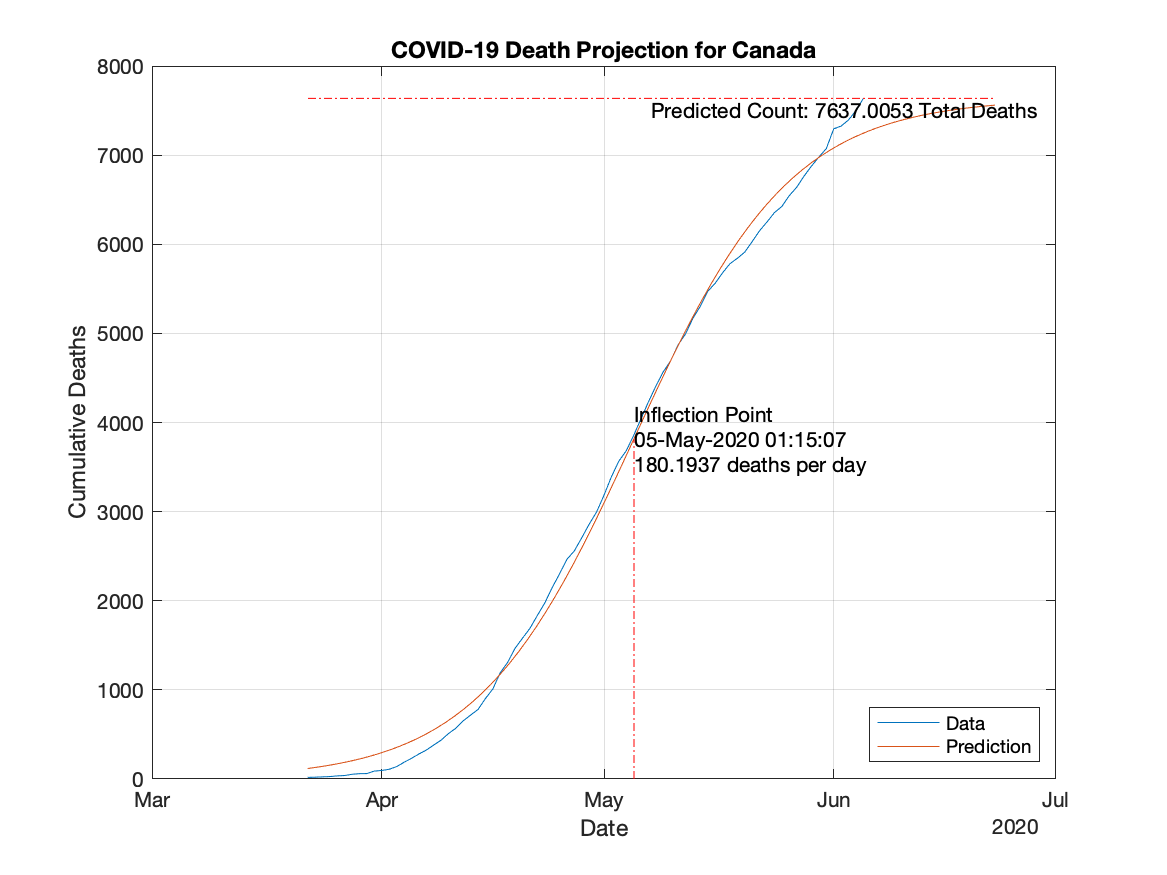 COVID-19 Death Projection for Canada
8000
7000
6000
5000
4000
3000
2000
1000
0
Cumulative Deaths
Predicted Count: 7637.0053 Total Deaths
Inflection Point
05-May-2020 01:15:07
180.1937 deaths per day
Data
Prediction
Mar Apr May Jun Jul
Date
2020